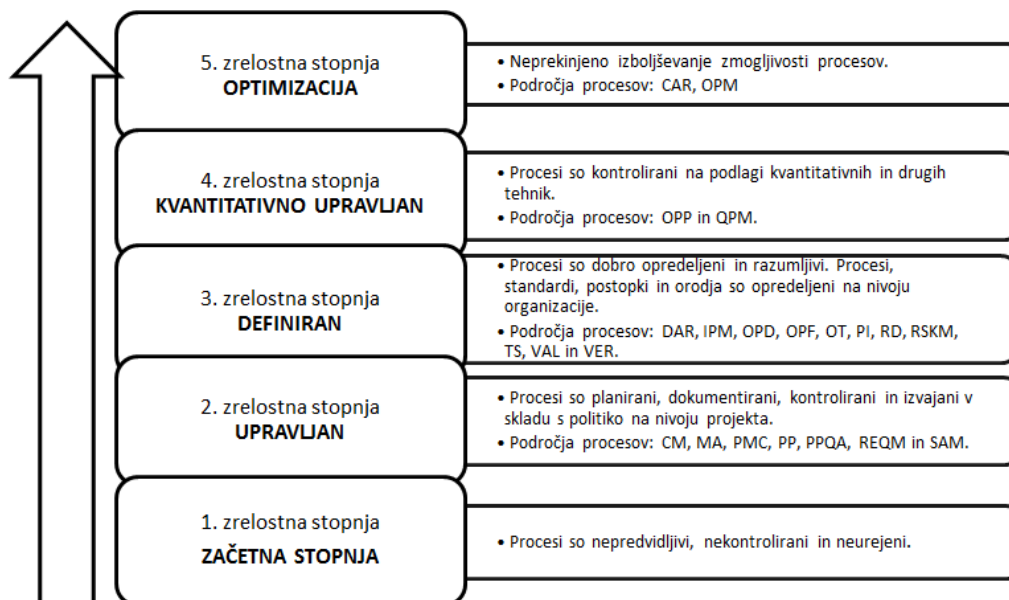 5. zrelostna stopnja
OPTIMIZACIJA
• Neprekinjeno izboljševanje zmogljivosti procesov.
• Področja procesov: CAR, OPM
4. zrelostna stopnja
KVANTITATIVNO UPRAVLJAN
• Procesi so kontrolirani na podlagi kvantitativnih in drugih
tehnik.
• Področja procesov: OPP in QPM.
3. zrelostna stopnja
DEFINIRAN
• Procesi so dobro opredeljeni in razumljivi. Procesi,
standardi, postopki in orodja so opredeljeni na nivoju
organizacije.
• Področja procesov: DAR, IPM, OPD, OPF, OT, PI, RD, RSKM,
TS, VAL in VER.
2. zrelostna stopnja
UPRAVLJAN
• Procesi so planirani, dokumentirani, kontrolirani in izvajani v
skladu s politiko na nivoju projekta.
• Področja procesov: CM, MA, PMC, PP, PPQA, REQM in SAM.
1. zrelostna stopnja
ZAČETNA STOPNJA
• Procesi so nepredvidljivi, nekontrolirani in neurejeni.